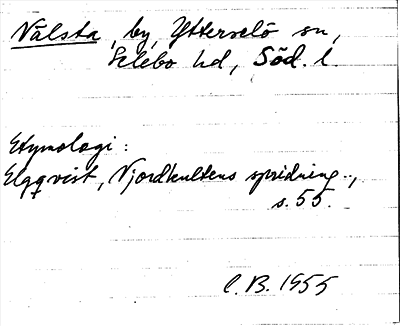 Nälsta, by, Ytterselö sn,
Selebo hd, Söd. l.
Etymologi:
Elgqvist, Njordkultens spridning..,
s. 55.
C. B. 1955